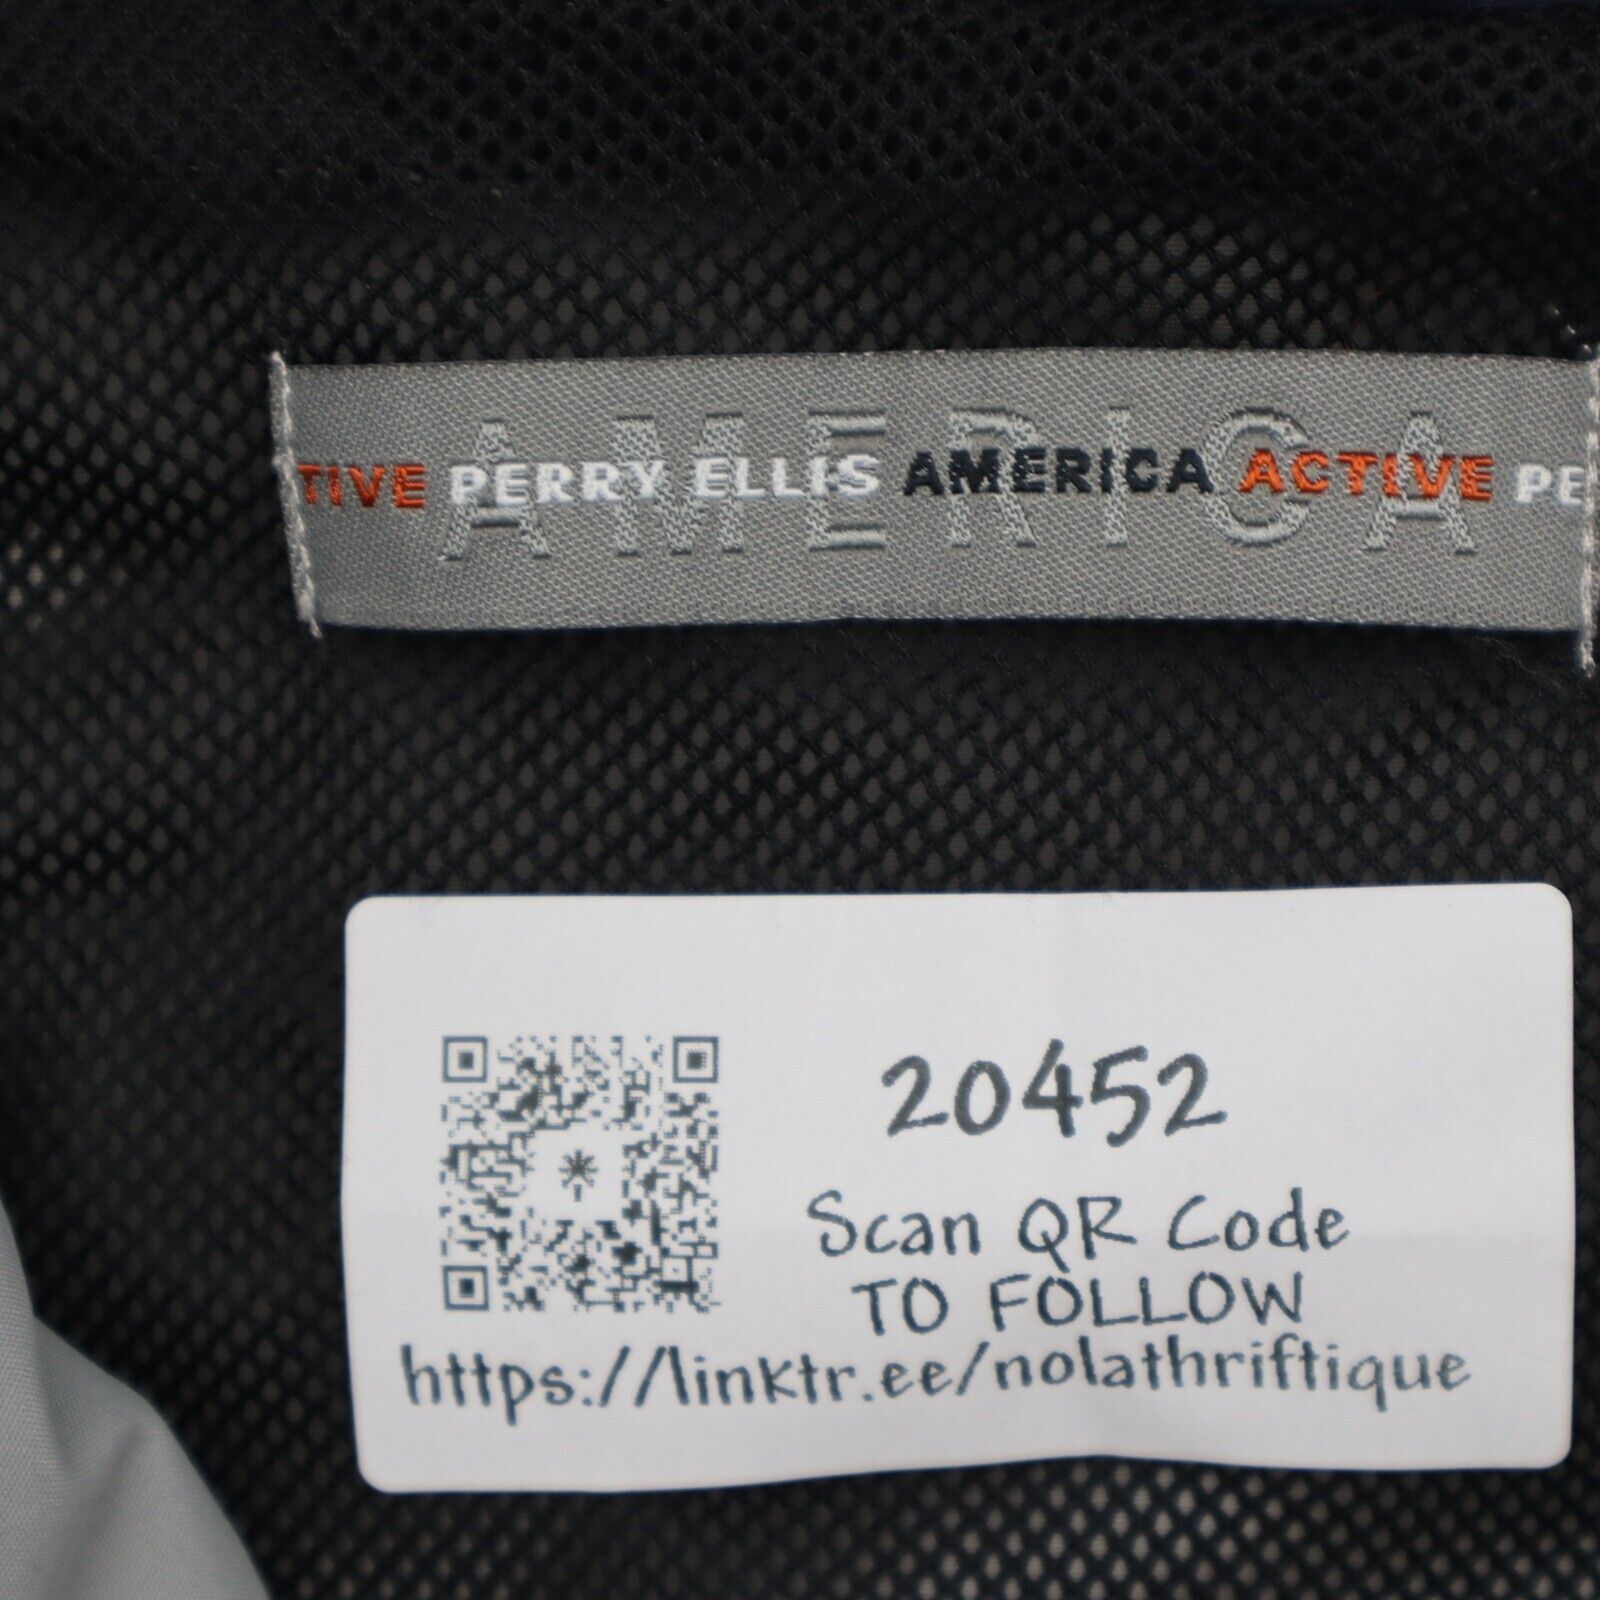 AMERICA
TIVE PERRY ELLIS AMERICA ACTIVE PE
20452
Scan QR Code
TO FOLLOW
https://linktr.ee/nolathriftique